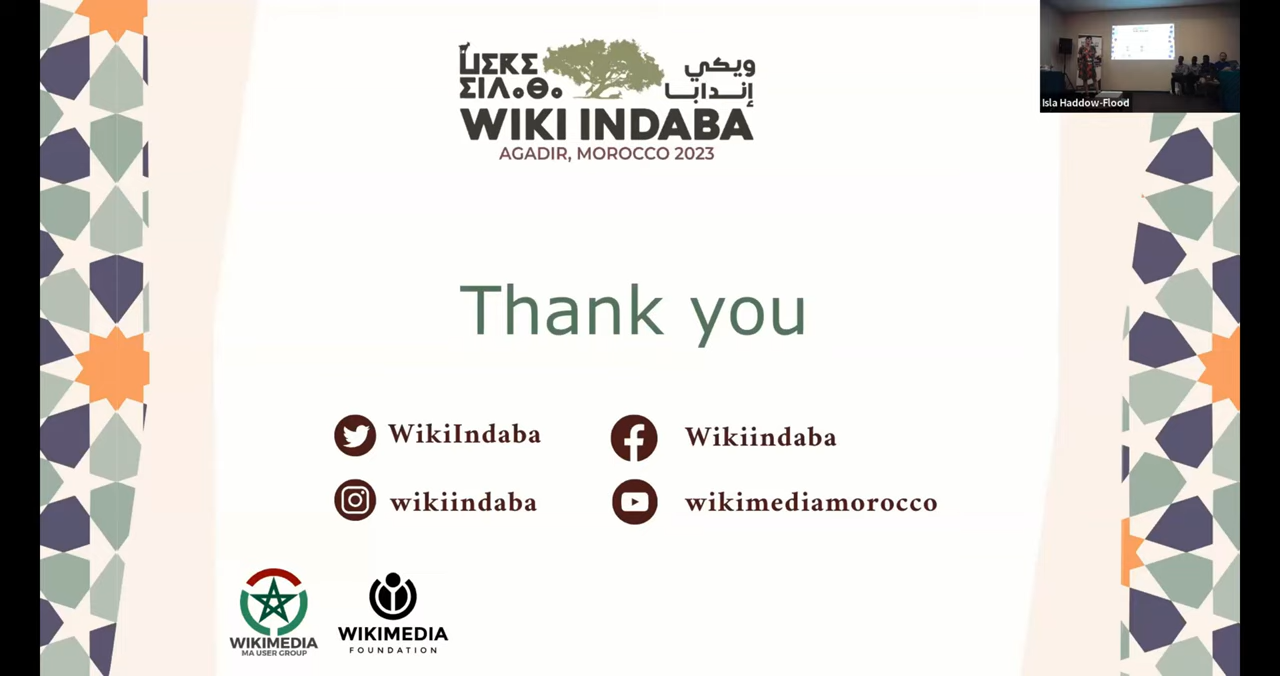 ⵡⵉⴽⵉ
ⵉⵏⴷⴰⴱⴰ
ويكي
إندابا
WIKI INDABA
AGADIR, MOROCCO 2023
Isla Haddow-Flood
Thank you
WikiIndaba
Wikiindaba
wikiindaba
wikimediamorocco
WIKIMEDIA
MA USER GROUP
WIKIMEDIA
FOUNDATION